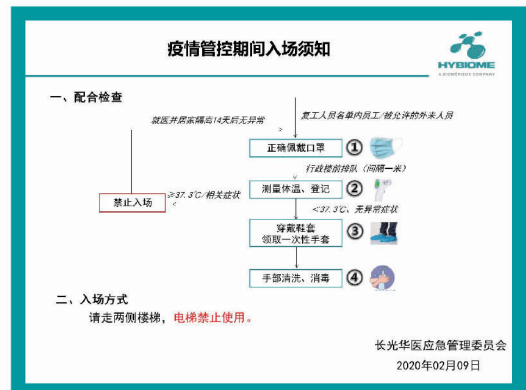 疫情管控期间入场须知
HYBIOME
A BIOMÉRIEUX COMPANY
一、配合检查
就医并居家隔离14天后无异常
复工人员名单内员工/被允许的外来人员
正确佩戴口罩 ①
行政楼前排队（间隔一米）
测量体温、登记 ②
≥37.3℃/相关症状
禁止入场
<37.3℃、无异常症状
穿戴鞋套
领取一次性手套 ③
手部清洗、消毒 ④
二、入场方式
请走两侧楼梯，电梯禁止使用。
长光华医应急管理委员会
2020年02月09日